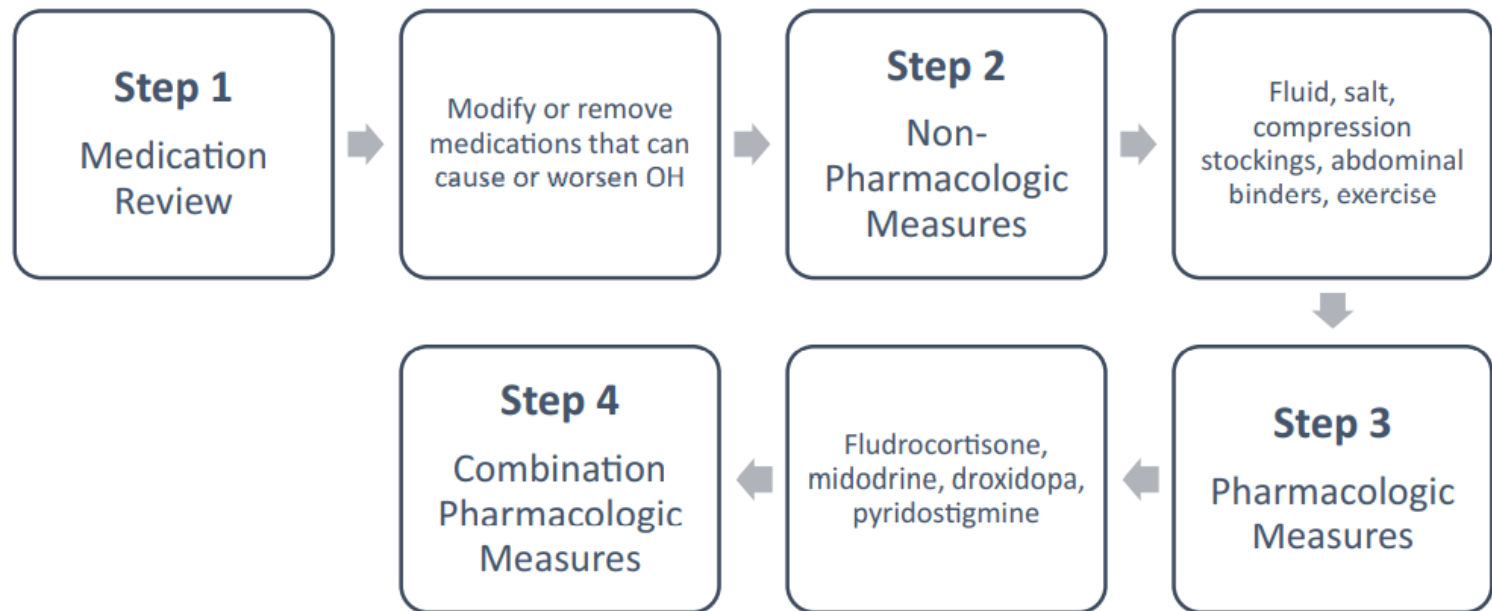 Step 1
Medication
Review
Modify or remove
medications that can
cause or worsen OH
Step 2
Non-
Pharmacologic
Measures
Fluid, salt,
compression
stockings, abdominal
binders, exercise
Step 3
Pharmacologic
Measures
Fludrocortisone,
midodrine, droxidopa,
pyridostigmine
Step 4
Combination
Pharmacologic
Measures